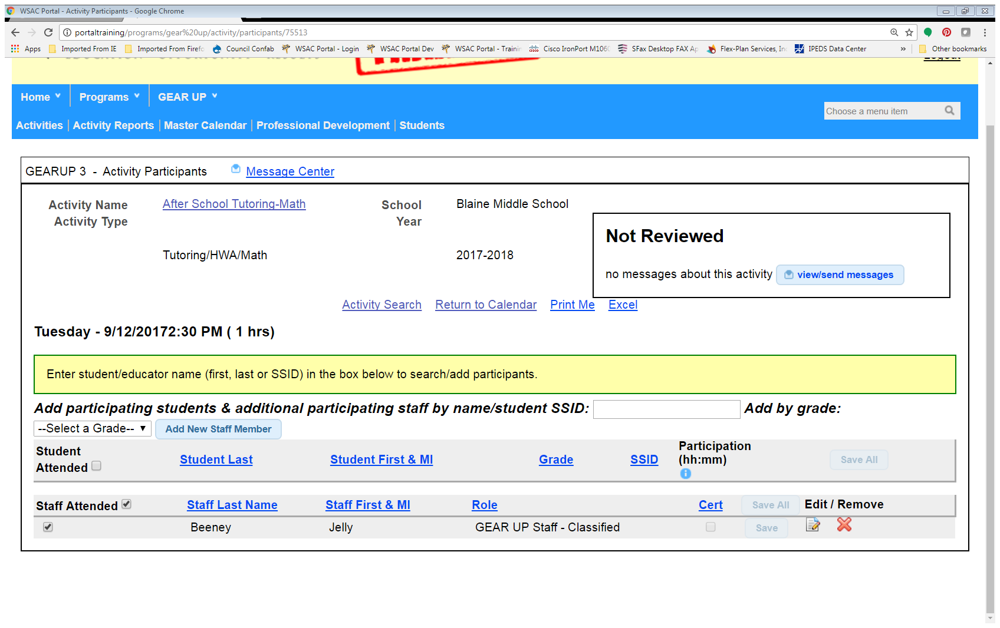 WSAC Portal - Activity Participants - Google Chrome
portaltraining/programs/gear%20up/activity/participants/75513
Apps Imported From IE Imported From Firefo Council Confab WSAC Portal - Login WSAC Portal Dev WSAC Portal - Trainin Cisco IronPort M1060 SFax Desktop FAX Ap Flex-Plan Services, Inc IPEDS Data Center » Other bookmarks
Logout
Home Programs GEAR UP
Choose a menu item
Activities Activity Reports Master Calendar Professional Development Students
GEARUP 3 - Activity Participants Message Center
Activity Name After School Tutoring-Math School Blaine Middle School
Activity Type Year
Not Reviewed
Tutoring/HWA/Math 2017-2018
no messages about this activity view/send messages
Activity Search Return to Calendar Print Me Excel
Tuesday - 9/12/20172:30 PM ( 1 hrs)
Enter student/educator name (first, last or SSID) in the box below to search/add participants.
Add participating students & additional participating staff by name/student SSID: Add by grade:
--Select a Grade-- Add New Staff Member
Student Attended Student Last Student First & MI Grade SSID Participation (hh:mm) Save All
Staff Attended Staff Last Name Staff First & MI Role Cert Save All Edit / Remove
Beeney Jelly GEAR UP Staff - Classified Save